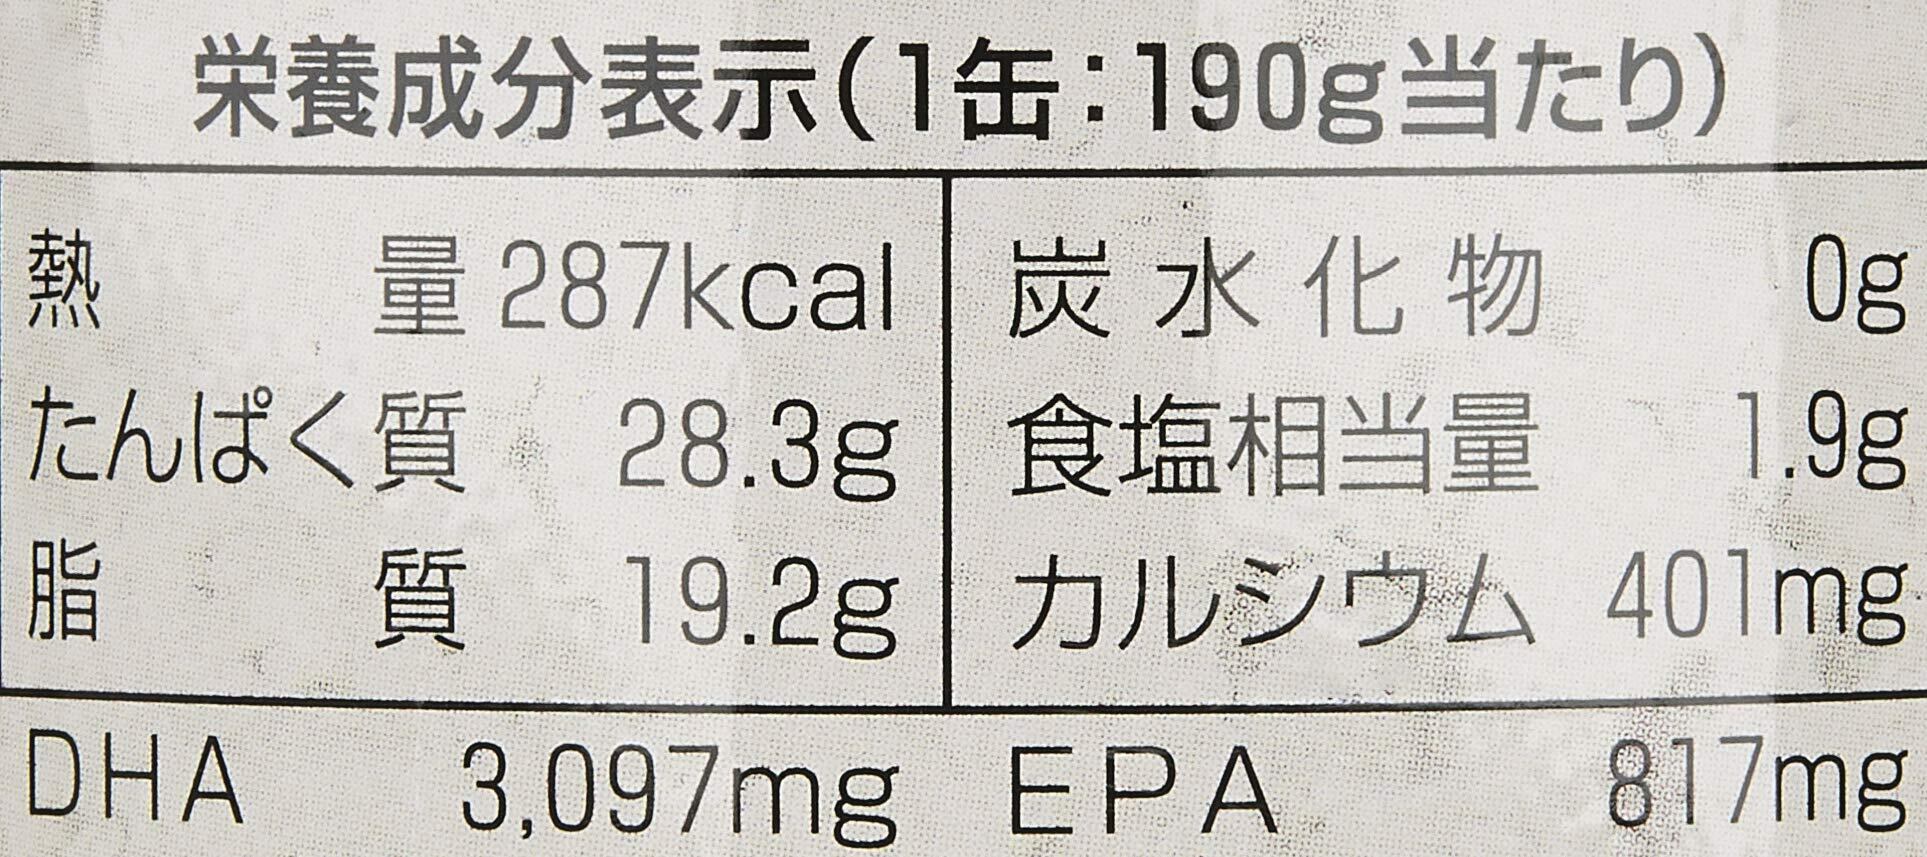 栄養成分表示(1缶:190g当たり)
熱量 287kcal
たんぱく質 28.3g
脂質 19.2g
炭水化物 0g
食塩相当量 1.9g
カルシウム 401mg
DHA 3,097mg
EPA 817mg